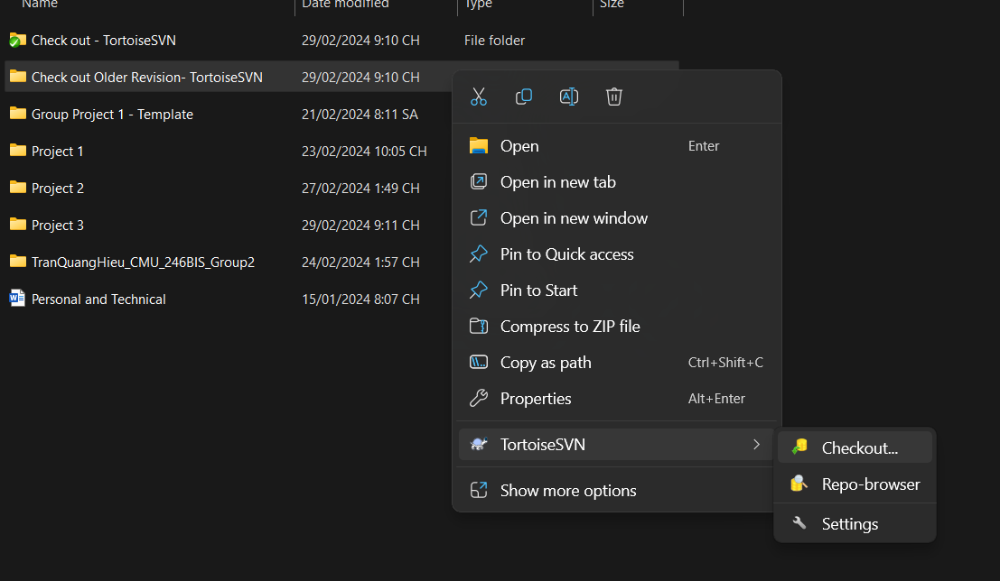 Name Date modified Type Size
Check out - TortoiseSVN 29/02/2024 9:10 CH File folder
Check out Older Revision- TortoiseSVN 29/02/2024 9:10 CH
Group Project 1 - Template 21/02/2024 8:11 SA
Project 1 23/02/2024 10:05 CH
Project 2 27/02/2024 1:49 CH
Project 3 29/02/2024 9:11 CH
TranQuangHieu_CMU_246BIS_Group2 24/02/2024 1:57 CH
Personal and Technical 15/01/2024 8:07 CH
Open Enter
Open in new tab
Open in new window
Pin to Quick access
Pin to Start
Compress to ZIP file
Copy as path Ctrl+Shift+C
Properties Alt+Enter
TortoiseSVN
Show more options
Checkout...
Repo-browser
Settings